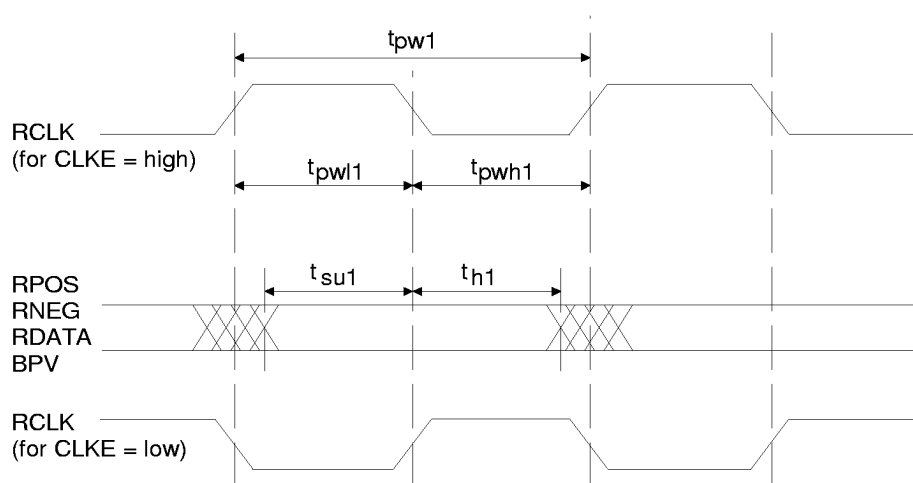 tpw1
RCLK
(for CLKE = high)
tpwl1 tpwh1
RPOS
RNEG
RDATA
BPV
tsu1 th1
RCLK
(for CLKE = low)